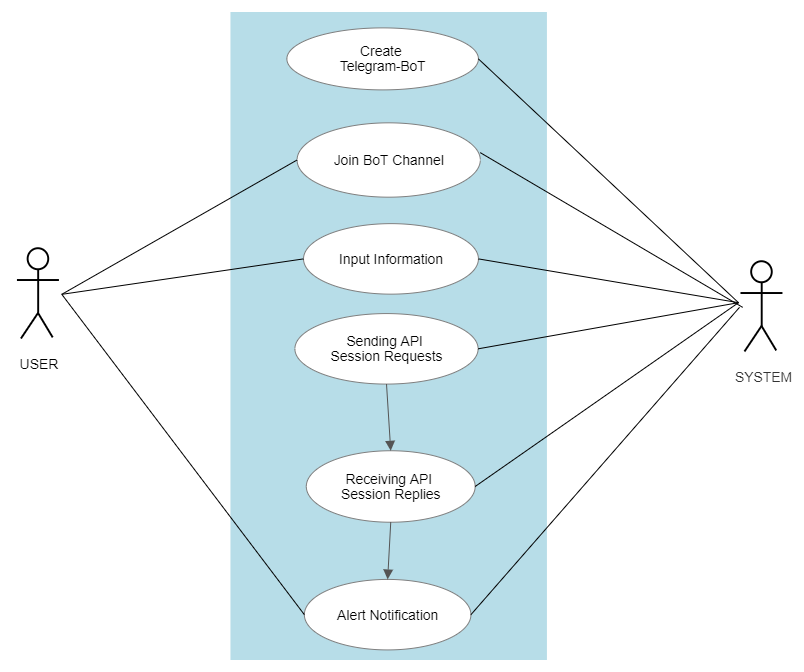 Create
Telegram-BoT
Join BoT Channel
Input Information
Sending API
Session Requests
USER
SYSTEM
Receiving API
Session Replies
Alert Notification